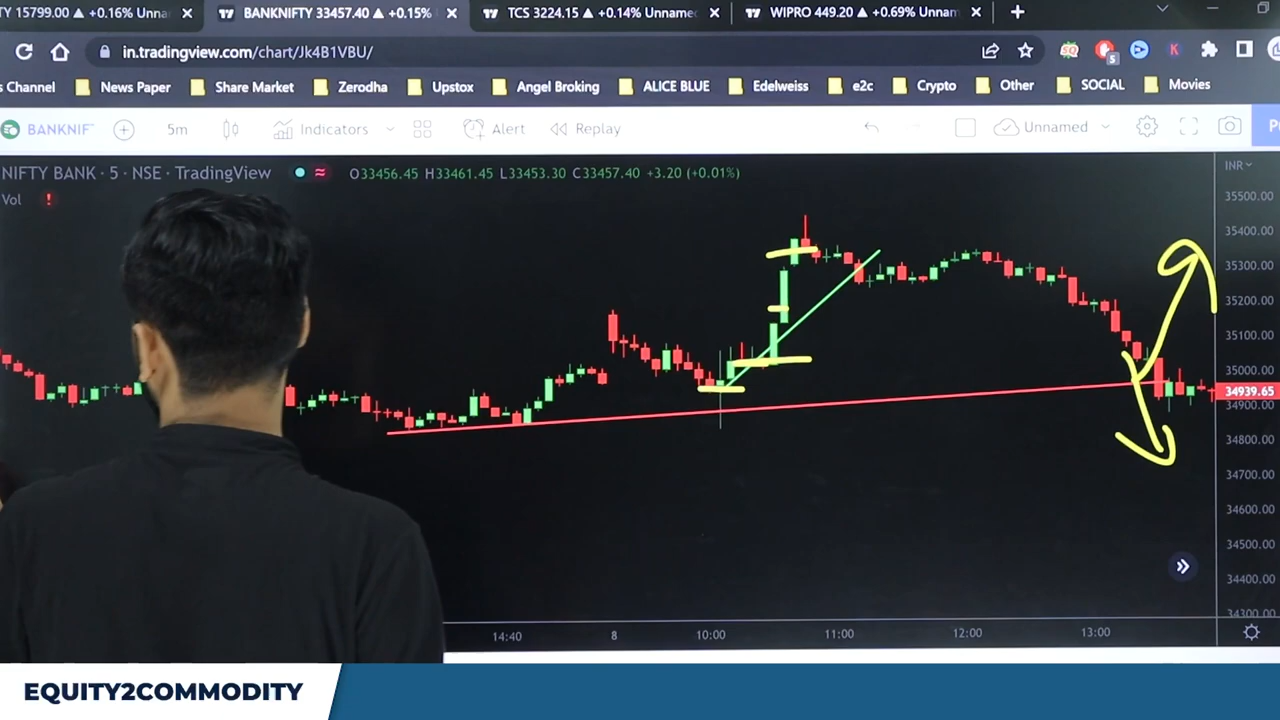 TY 15799.00 ▲ +0.16% Unna
BANKNIFTY 33457.40 ▲ +0.15%
TCS 3224.15 ▲ +0.14% Unname
WIPRO 449.20 ▲ +0.69% Unnam
in.tradingview.com/chart/Jk4B1VBU/
SQ 5 K
s Channel News Paper Share Market Zerodha Upstox Angel Broking ALICE BLUE Edelweiss e2c Crypto Other SOCIAL Movies
BANKNIF 5m Indicators Alert Replay Unnamed
NIFTY BANK · 5 · NSE · TradingView O33456.45 H33461.45 L33453.30 C33457.40 +3.20 (+0.01%) INR
Vol !
35500.00
35400.00
35300.00
35200.00
35100.00
35000.00
34939.65
34900.00
34800.00
34700.00
34600.00
34500.00
34400.00
34300.00
14:40 8 10:00 11:00 12:00 13:00
EQUITY2COMMODITY